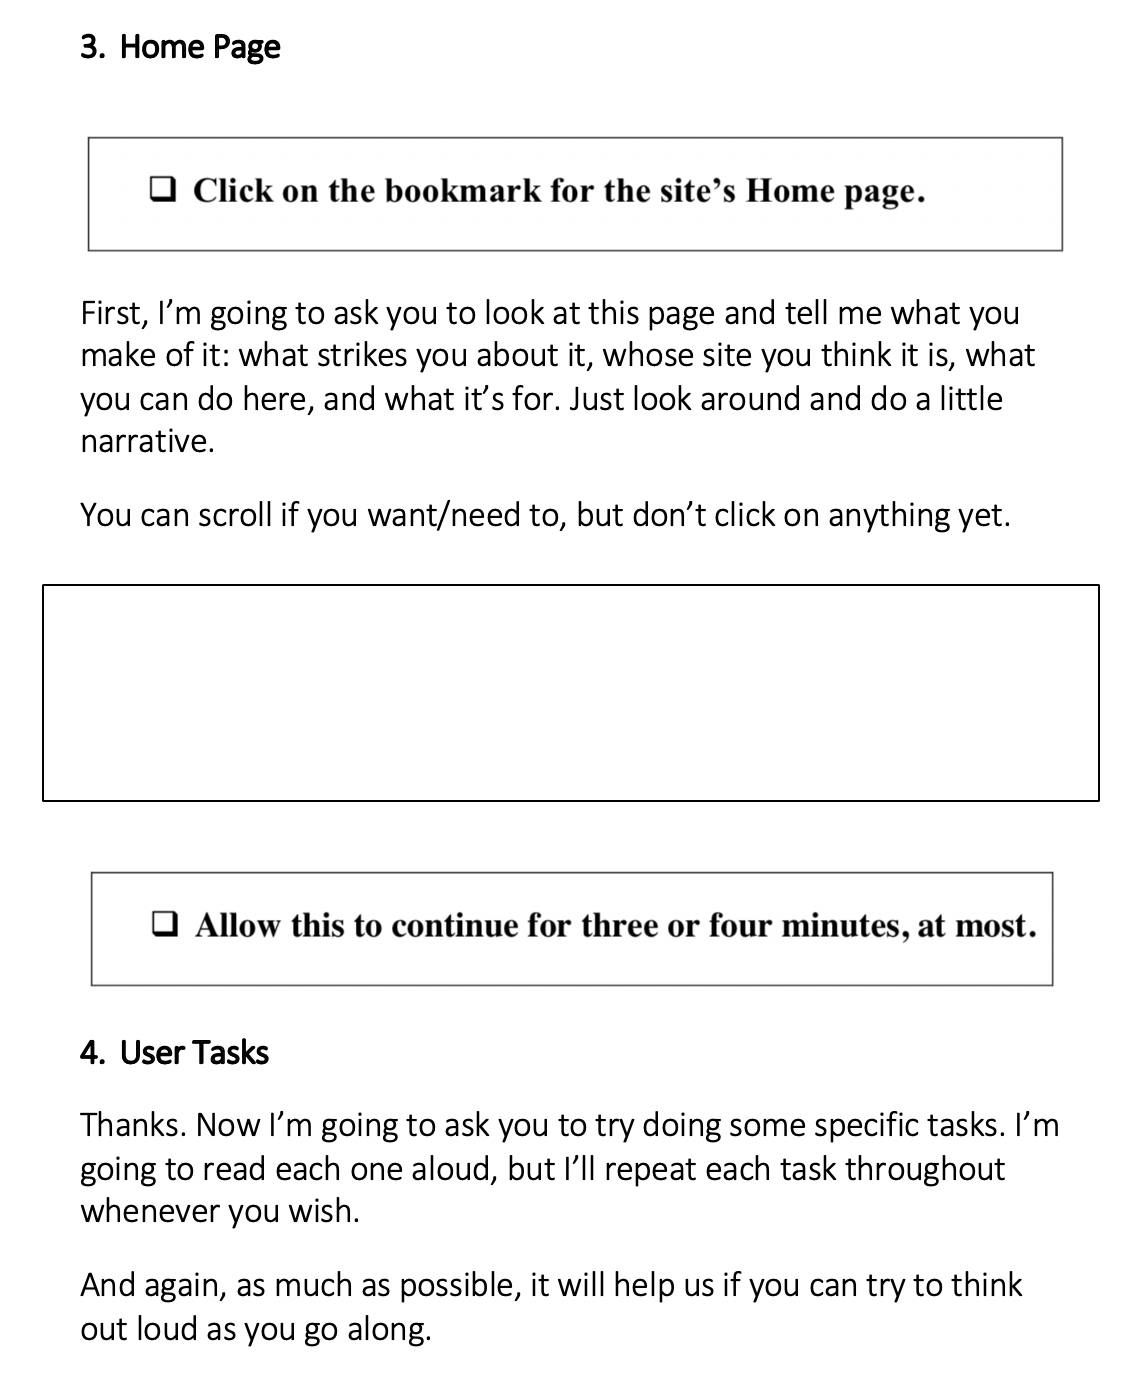 3. Home Page
❑ Click on the bookmark for the site’s Home page.
First, I’m going to ask you to look at this page and tell me what you
make of it: what strikes you about it, whose site you think it is, what
you can do here, and what it’s for. Just look around and do a little
narrative.
You can scroll if you want/need to, but don’t click on anything yet.
❑ Allow this to continue for three or four minutes, at most.
4. User Tasks
Thanks. Now I’m going to ask you to try doing some specific tasks. I’m
going to read each one aloud, but I’ll repeat each task throughout
whenever you wish.
And again, as much as possible, it will help us if you can try to think
out loud as you go along.